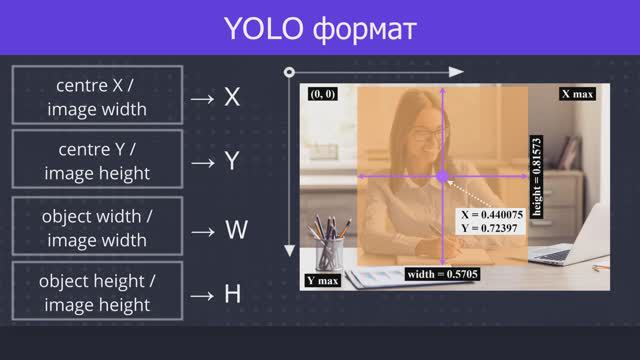 YOLO формат
centre X /
image width
→ X
centre Y /
image height
→ Y
object width /
image width
→ W
object height /
image height
→ H
(0, 0)
X max
height = 0.81573
X = 0.440075
Y = 0.72397
width = 0.5705
Y max